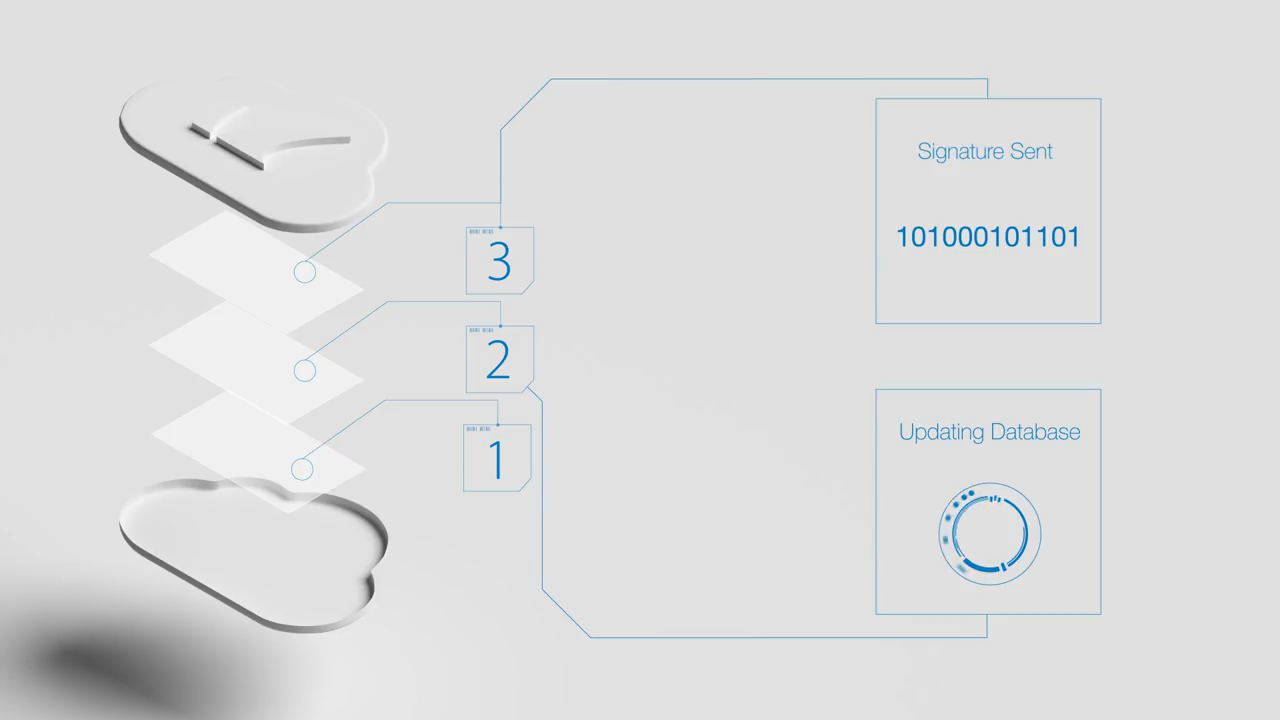 3
2
1
Signature Sent
101000101101
Updating Database